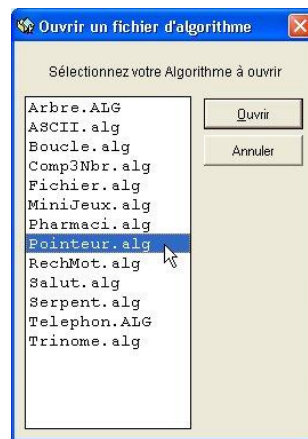 Ouvrir un fichier d'algorithme
Sélectionnez votre Algorithme à ouvrir
Arbre.ALG
ASCII.alg
Boucle.alg
Comp3Nbr.alg
Fichier.alg
MiniJeux.alg
Pharmaci.alg
Pointeur.alg
RechMot.alg
Salut.alg
Serpent.alg
Telephon.ALG
Trinome.alg
Ouvrir
Annuler